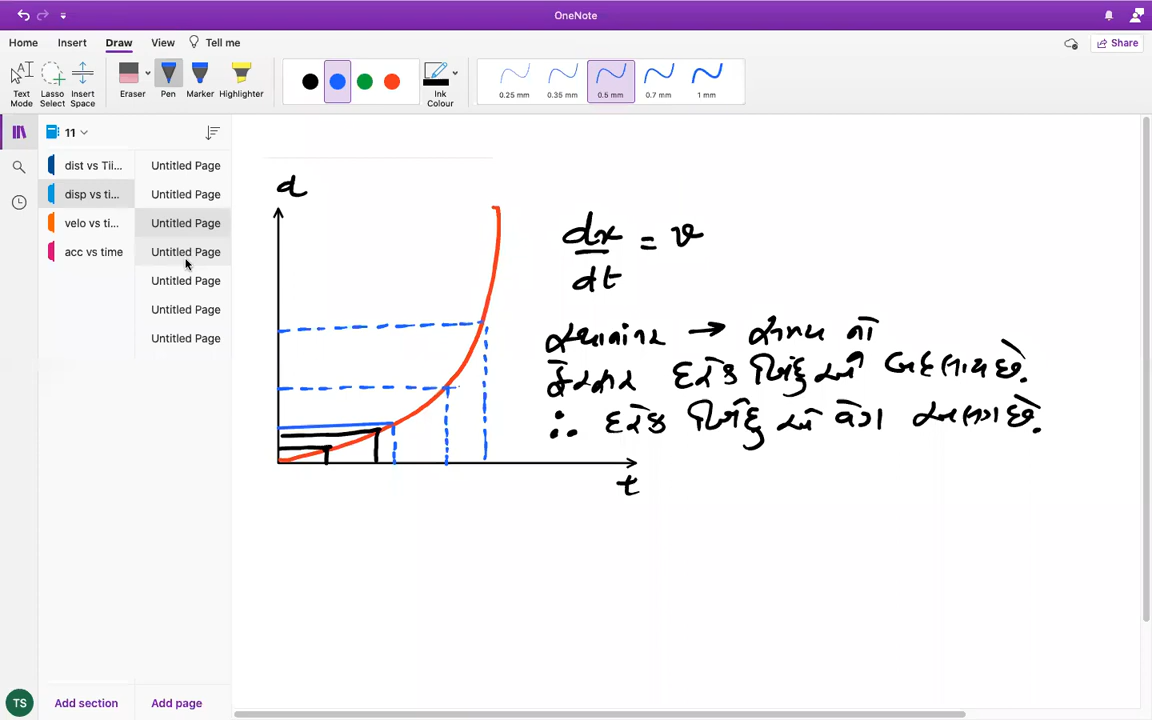 OneNote
Home Insert Draw View Tell me
Share
Text Mode
Lasso Select
Insert Space
Eraser
Pen
Marker
Highlighter
Ink Colour
0.25 mm 0.35 mm 0.5 mm 0.7 mm 1 mm
11
dist vs Tii...
disp vs ti...
velo vs ti...
acc vs time
Untitled Page
Untitled Page
Untitled Page
Untitled Page
Untitled Page
Untitled Page
Untitled Page
d
t
dx/dt = v
→
દરેક બિંદુ
∴ દરેક બિંદુ
TS
Add section
Add page